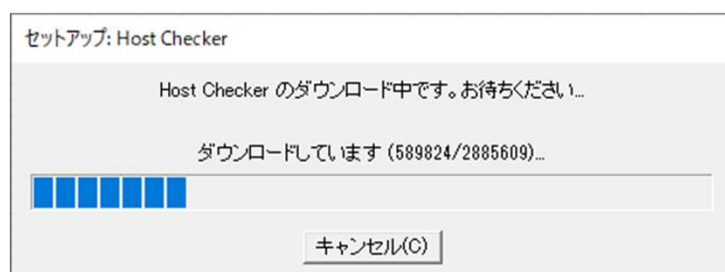 セットアップ: Host Checker
Host Checker のダウンロード中です。お待ちください...
ダウンロードしています (589824/2885609)...
キャンセル(C)